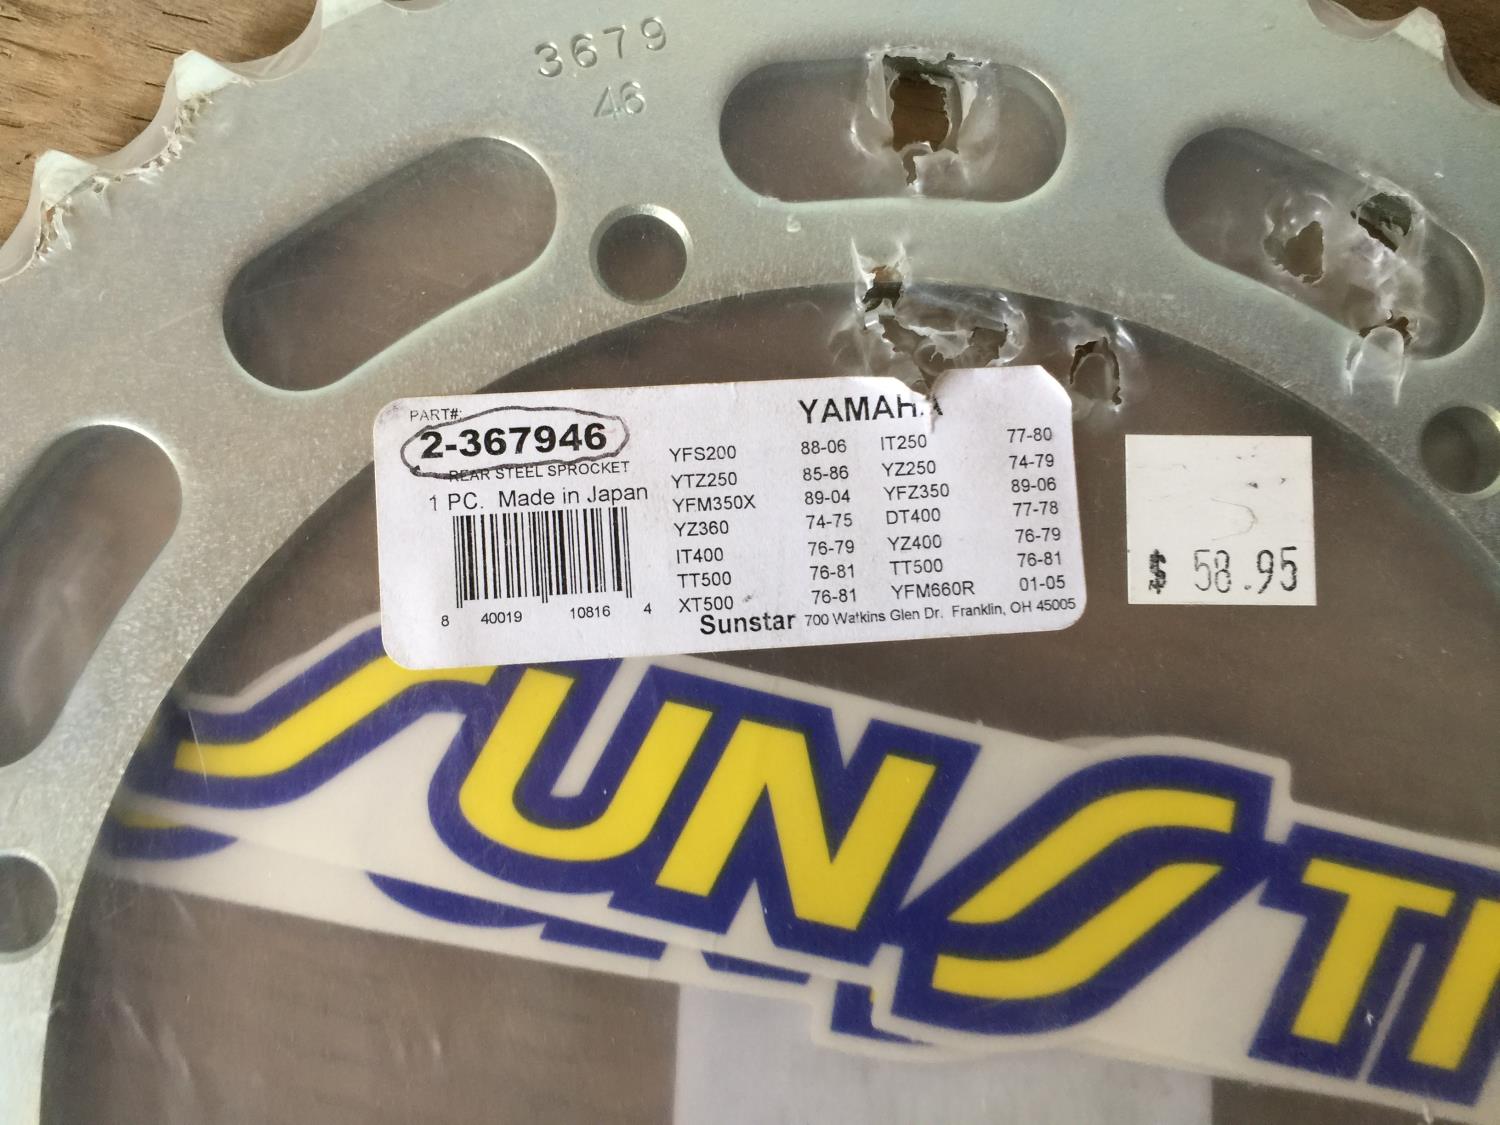 3679
46
PART#:
2-367946
REAR STEEL SPROCKET
1 PC. Made in Japan
8 40019 10816 4
YAMAHA
YFS200 88-06 IT250 77-80
YTZ250 85-86 YZ250 74-79
YFM350X 89-04 YFZ350 89-06
YZ360 74-75 DT400 77-78
IT400 76-79 YZ400 76-79
TT500 76-81 TT500 76-81
XT500 76-81 YFM660R 01-05
Sunstar 700 Watkins Glen Dr. Franklin, OH 45005
$ 58.95
SUNSTI